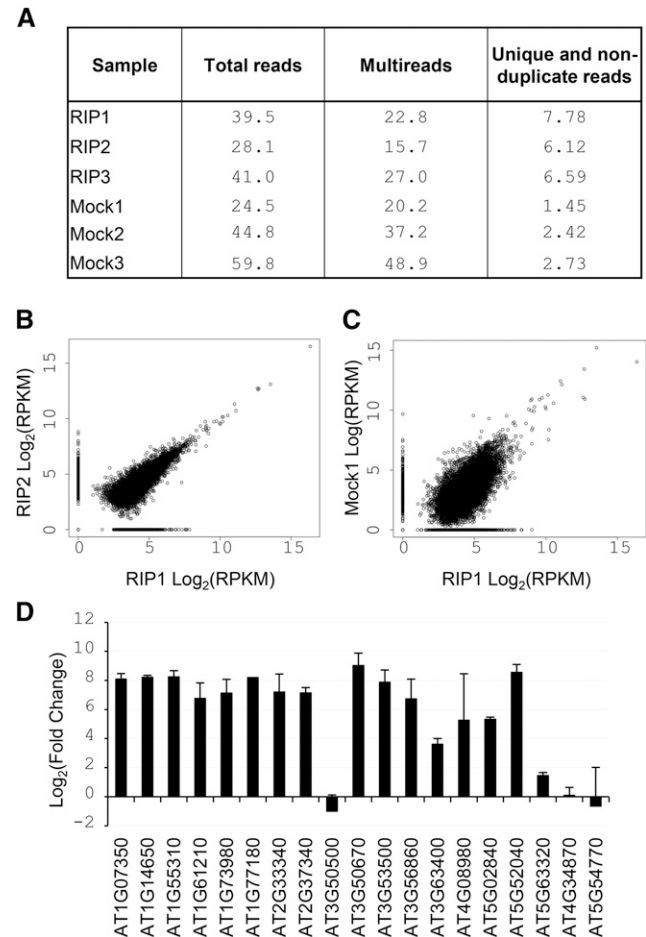 A
Sample Total reads Multireads Unique and non-
duplicate reads
RIP1 39.5 22.8 7.78
RIP2 28.1 15.7 6.12
RIP3 41.0 27.0 6.59
Mock1 24.5 20.2 1.45
Mock2 44.8 37.2 2.42
Mock3 59.8 48.9 2.73
B
RIP2 Log2(RPKM)
15
10
5
0
0 5 10 15
RIP1 Log2(RPKM)
C
Mock1 Log(RPKM)
15
10
5
0
0 5 10 15
RIP1 Log2(RPKM)
D
Log2(Fold Change)
12
10
8
6
4
2
0
-2
AT1G07350
AT1G14650
AT1G55310
AT1G61210
AT1G73980
AT1G77180
AT2G33340
AT2G37340
AT3G50500
AT3G50670
AT3G53500
AT3G56860
AT3G63400
AT4G08980
AT5G02840
AT5G52040
AT5G63320
AT4G34870
AT5G54770